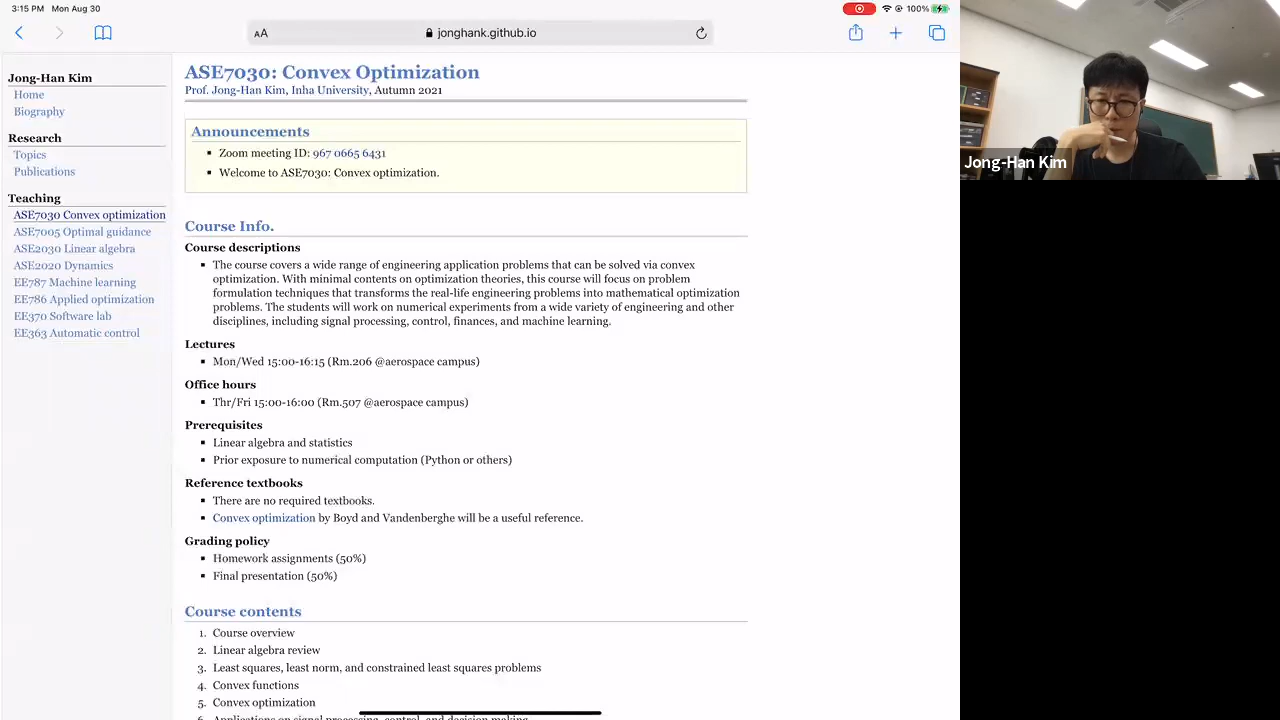 3:15 PM Mon Aug 30
100%
AA
jonghank.github.io
Jong-Han Kim
Home
Biography
Research
Topics
Publications
Teaching
ASE7030 Convex optimization
ASE7005 Optimal guidance
ASE2030 Linear algebra
ASE2020 Dynamics
EE787 Machine learning
EE786 Applied optimization
EE370 Software lab
EE363 Automatic control
ASE7030: Convex Optimization
Prof. Jong-Han Kim, Inha University, Autumn 2021
Announcements
Zoom meeting ID: 967 0665 6431
Welcome to ASE7030: Convex optimization.
Course Info.
Course descriptions
The course covers a wide range of engineering application problems that can be solved via convex
optimization. With minimal contents on optimization theories, this course will focus on problem
formulation techniques that transforms the real-life engineering problems into mathematical optimization
problems. The students will work on numerical experiments from a wide variety of engineering and other
disciplines, including signal processing, control, finances, and machine learning.
Lectures
Mon/Wed 15:00-16:15 (Rm.206 @aerospace campus)
Office hours
Thr/Fri 15:00-16:00 (Rm.507 @aerospace campus)
Prerequisites
Linear algebra and statistics
Prior exposure to numerical computation (Python or others)
Reference textbooks
There are no required textbooks.
Convex optimization by Boyd and Vandenberghe will be a useful reference.
Grading policy
Homework assignments (50%)
Final presentation (50%)
Course contents
1. Course overview
2. Linear algebra review
3. Least squares, least norm, and constrained least squares problems
4. Convex functions
5. Convex optimization
6. Applications on signal processing, control, and decision making
Jong-Han Kim